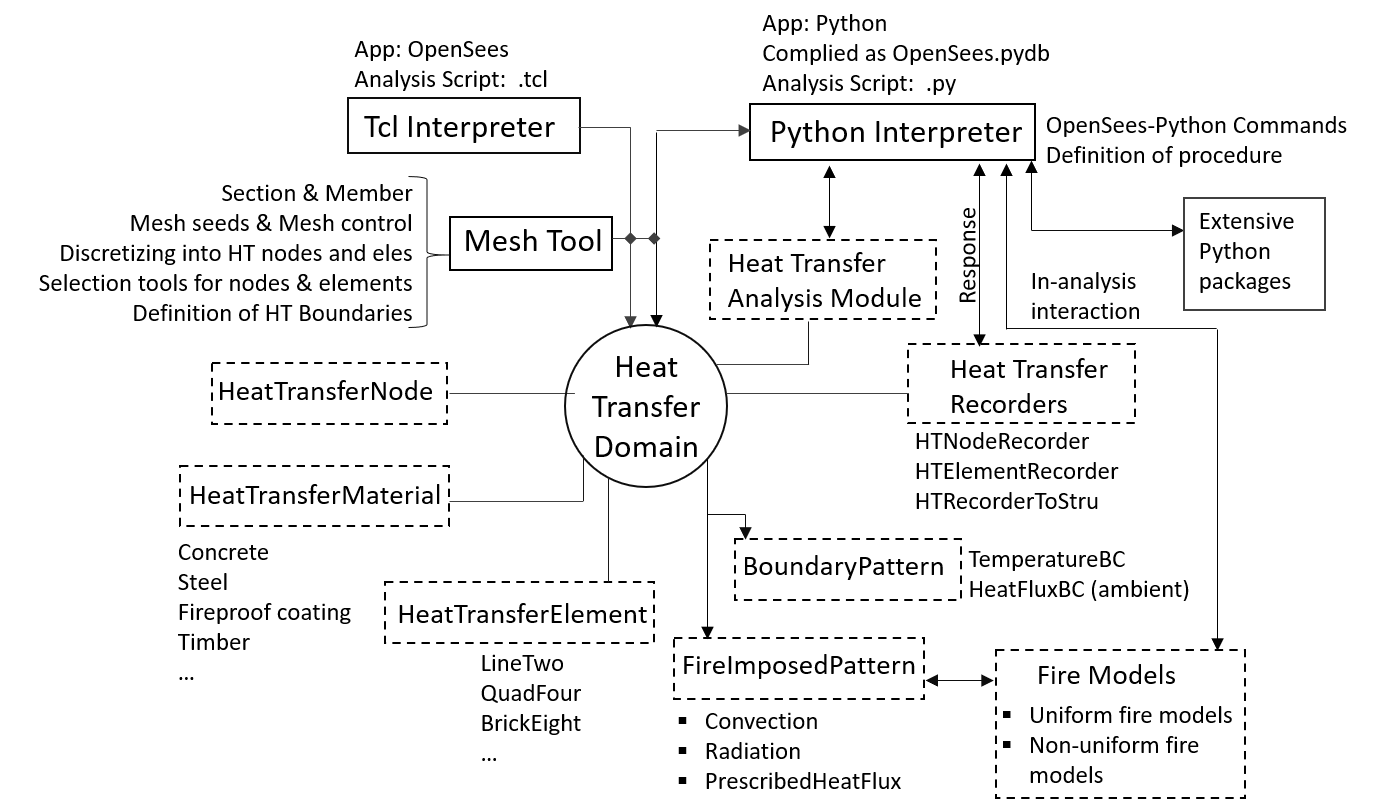 App: OpenSees
Analysis Script:  .tcl
Tcl Interpreter
App: Python
Complied as OpenSees.pydb
Analysis Script:  .py
Python Interpreter
OpenSees-Python Commands
Definition of procedure
Section & Member
Mesh seeds & Mesh control
Discretizing into HT nodes and eles
Selection tools for nodes & elements
Definition of HT Boundaries
Mesh Tool
Heat Transfer
Analysis Module
Response
In-analysis
interaction
Extensive
Python
packages
Heat
Transfer
Domain
HeatTransferNode
Heat Transfer
Recorders
HTNodeRecorder
HTElementRecorder
HTRecorderToStru
HeatTransferMaterial
Concrete
Steel
Fireproof coating
Timber
...
HeatTransferElement
LineTwo
QuadFour
BrickEight
...
BoundaryPattern
TemperatureBC
HeatFluxBC (ambient)
FireImposedPattern
▪ Convection
▪ Radiation
▪ PrescribedHeatFlux
Fire Models
▪ Uniform fire models
▪ Non-uniform fire
models